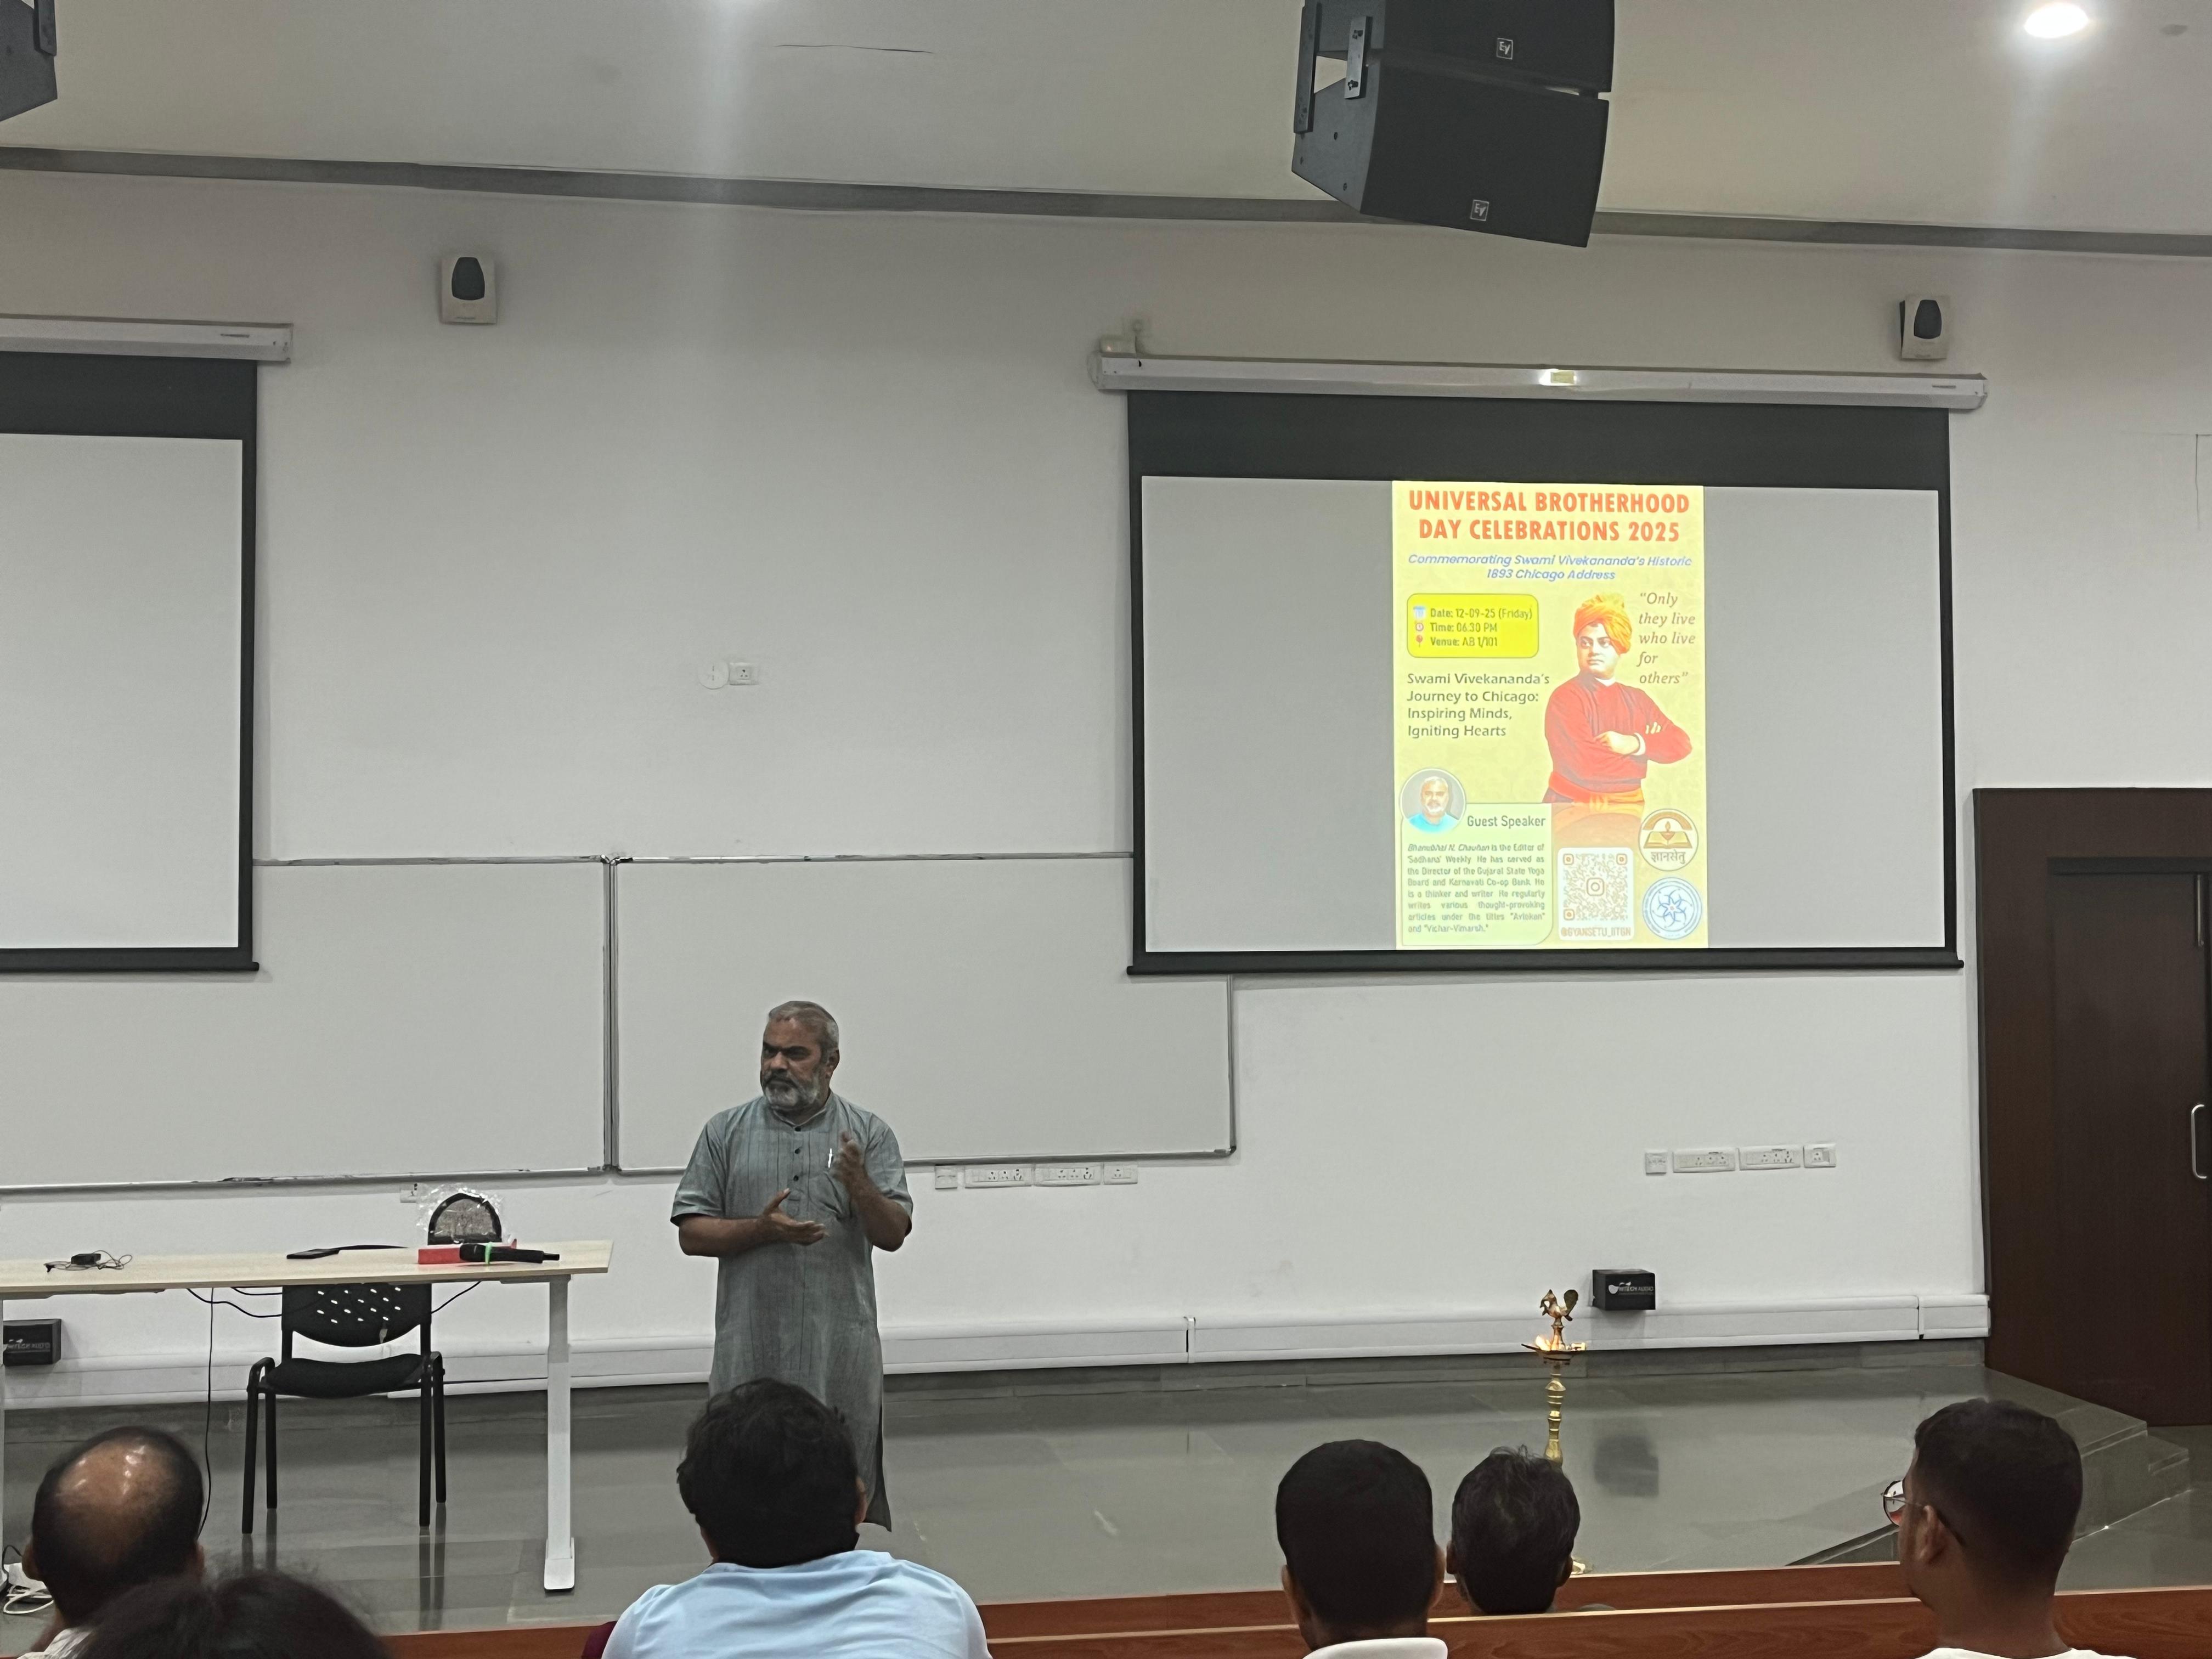 EV
EV
UNIVERSAL BROTHERHOOD
DAY CELEBRATIONS 2025
Commemorating Swami Vivekananda's Historic
1893 Chicago Address
Date: 12-09-25 (Friday)
Time: 06.30 PM
Venue: AB 1/101
"Only
they live
who live
for
others"
Swami Vivekananda's
Journey to Chicago:
Inspiring Minds,
Igniting Hearts
Guest Speaker
N. Chauhan is the Editor of
'Sadhana' Weekly. He has served as
the Director of the Gujarat State Yoga
Board and Karnavati Co-op Bank. He
is a thinker and writer. He regularly
writes various thought-provoking
articles under the titles "Avlokan"
and "Vichar-Vimarsh."
ज्ञानसेतु
@GYANSETU_IITGN
HITECH AUDIO